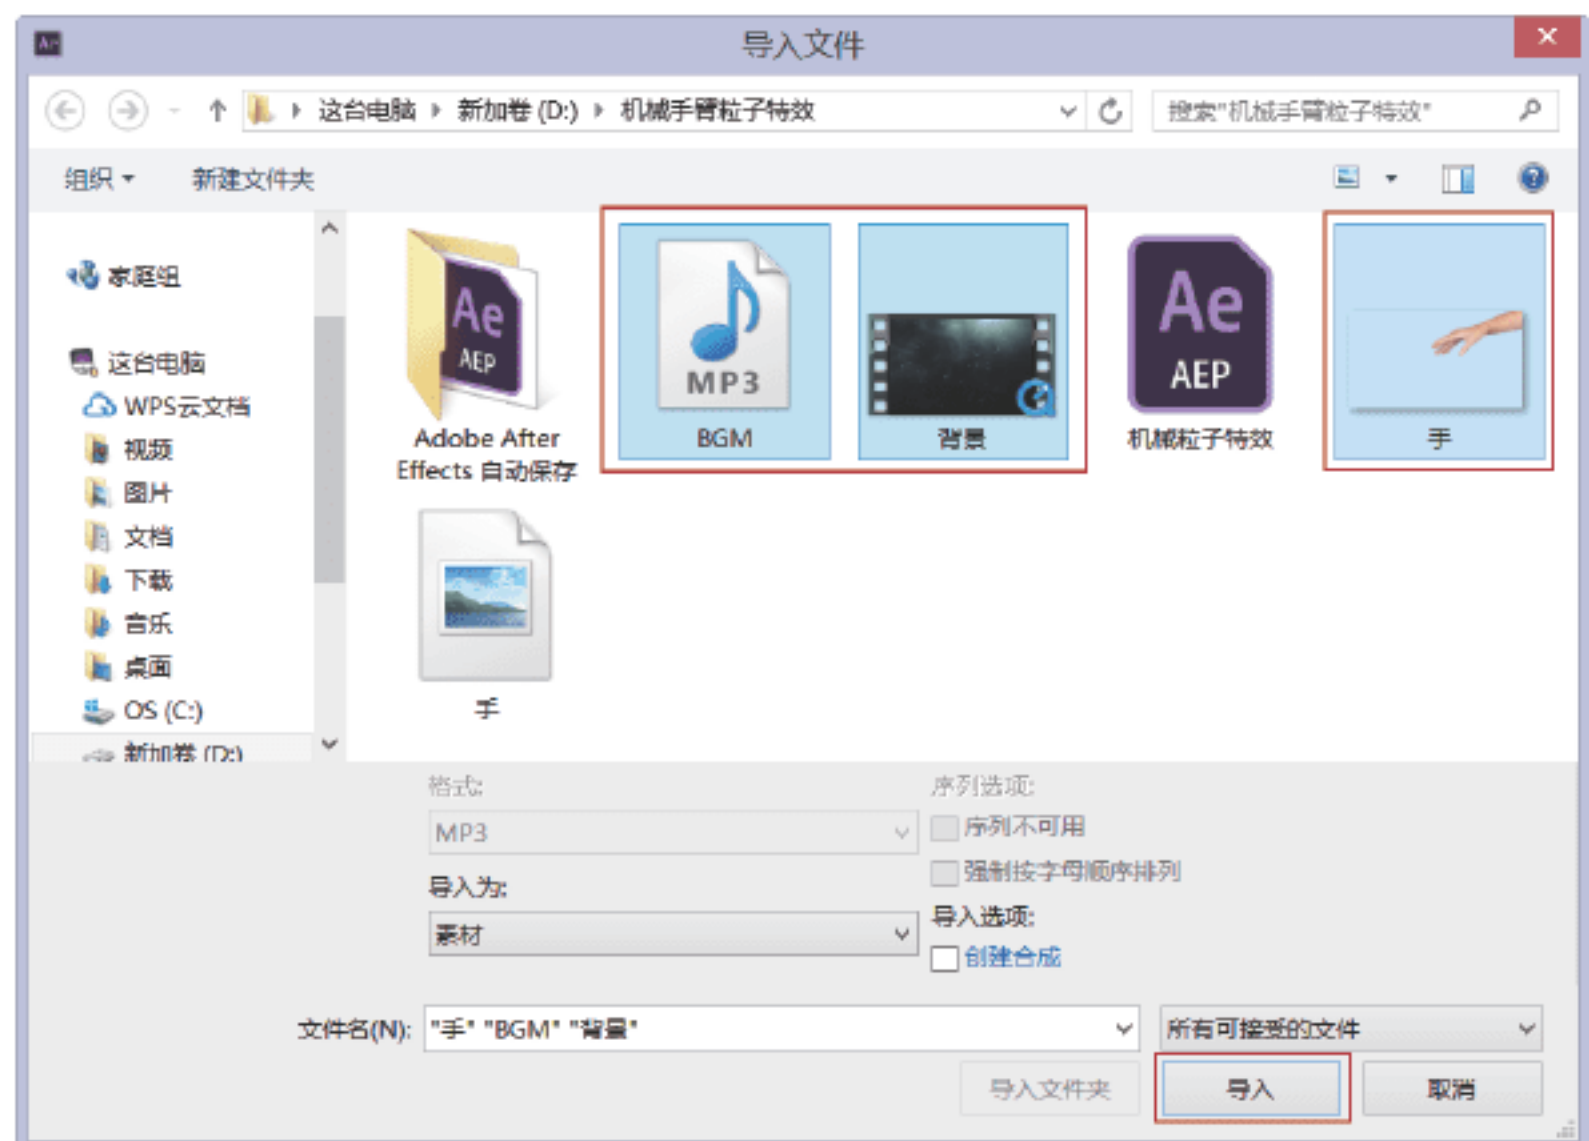 Ae
导入文件
这台电脑 新加卷 (D:) 机械手臂粒子特效
搜索"机械手臂粒子特效"
组织
新建文件夹
家庭组
这台电脑
WPS云文档
视频
图片
文档
下载
音乐
桌面
OS (C:)
新加卷 (D:)
Ae
AEP
Adobe After
Effects 自动保存
MP3
BGM
背景
Ae
AEP
机械粒子特效
手
手
格式:
MP3
导入为:
素材
序列选项:
序列不可用
强制按字母顺序排列
导入选项:
创建合成
文件名(N):
"手" "BGM" "背景"
所有可接受的文件
导入文件夹
导入
取消